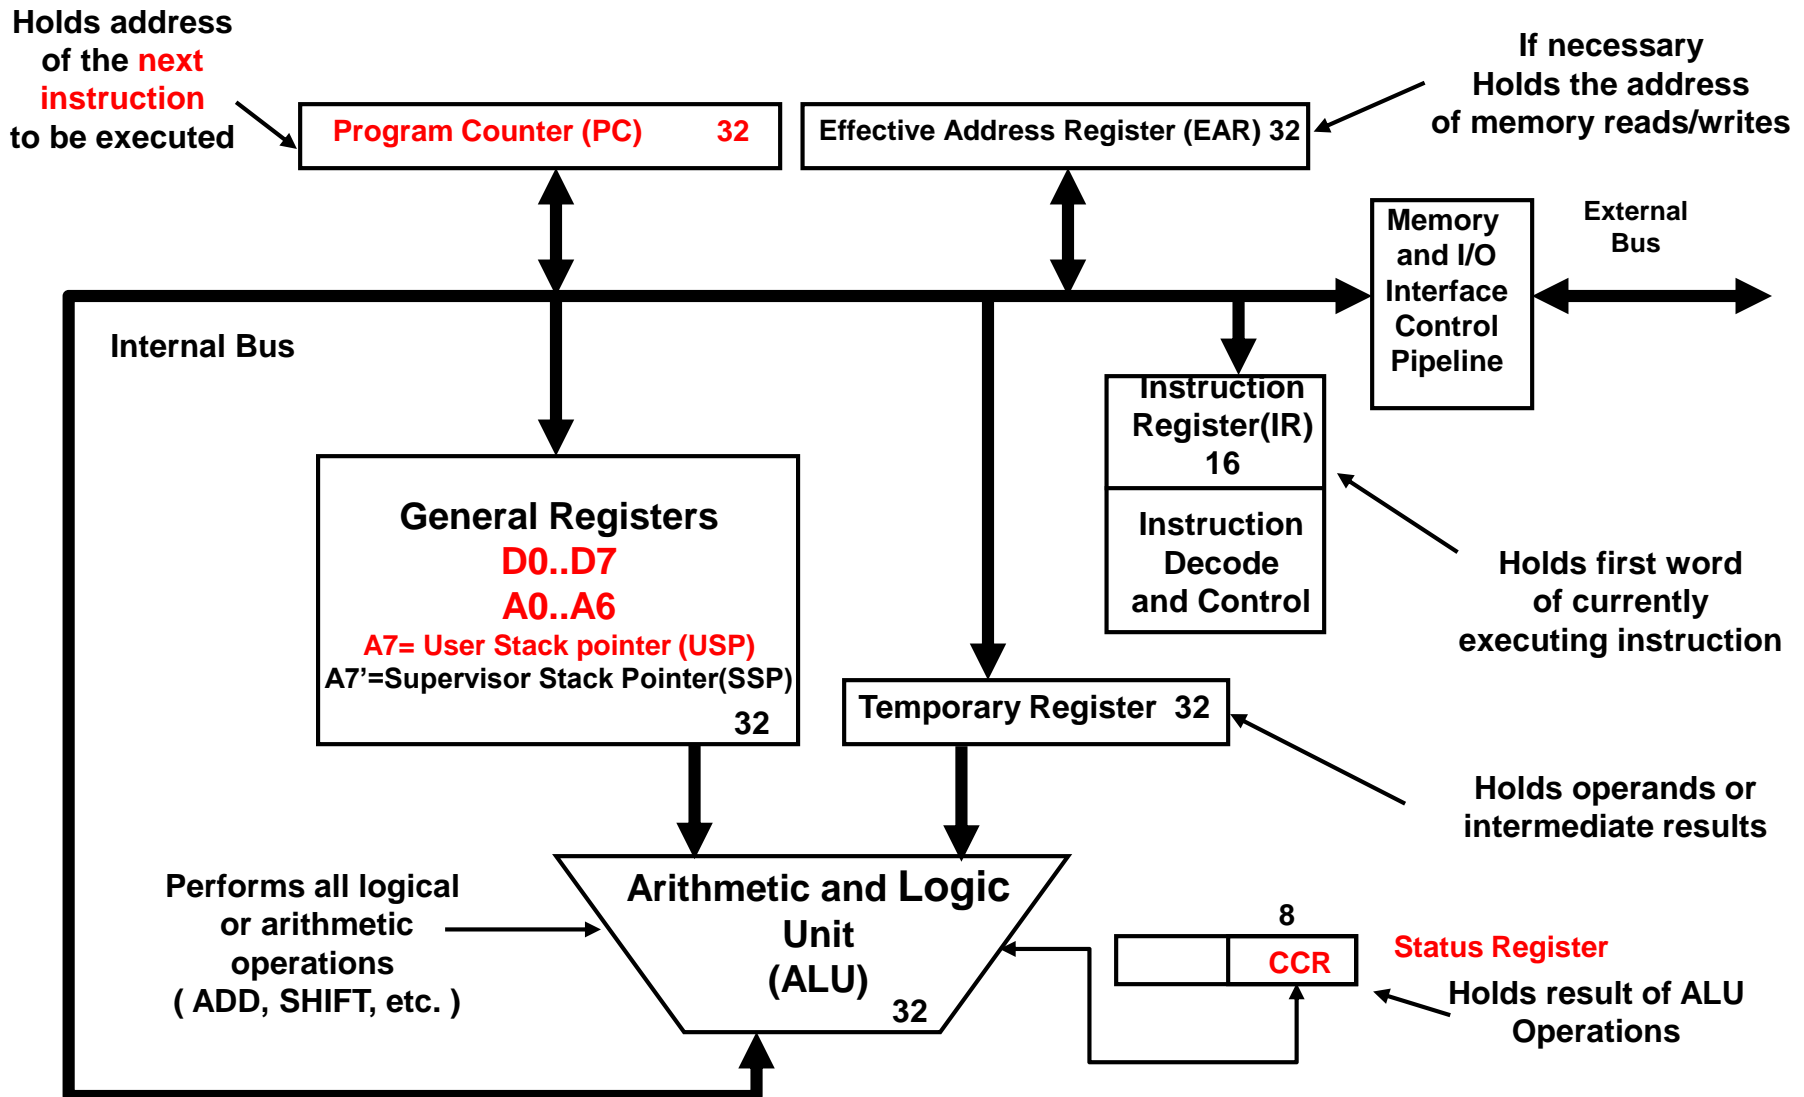 Holds address
of the next
instruction
to be executed
Program Counter (PC) 32
Effective Address Register (EAR) 32
If necessary
Holds the address
of memory reads/writes
Memory
and I/O
Interface
Control
Pipeline
External
Bus
Internal Bus
Instruction
Register(IR)
16
Instruction
Decode
and Control
Holds first word
of currently
executing instruction
General Registers
D0..D7
A0..A6
A7= User Stack pointer (USP)
A7’=Supervisor Stack Pointer(SSP)
32
Temporary Register 32
Holds operands or
intermediate results
Performs all logical
or arithmetic
operations
( ADD, SHIFT, etc. )
Arithmetic and Logic
Unit
(ALU)
32
8
CCR
Status Register
Holds result of ALU
Operations